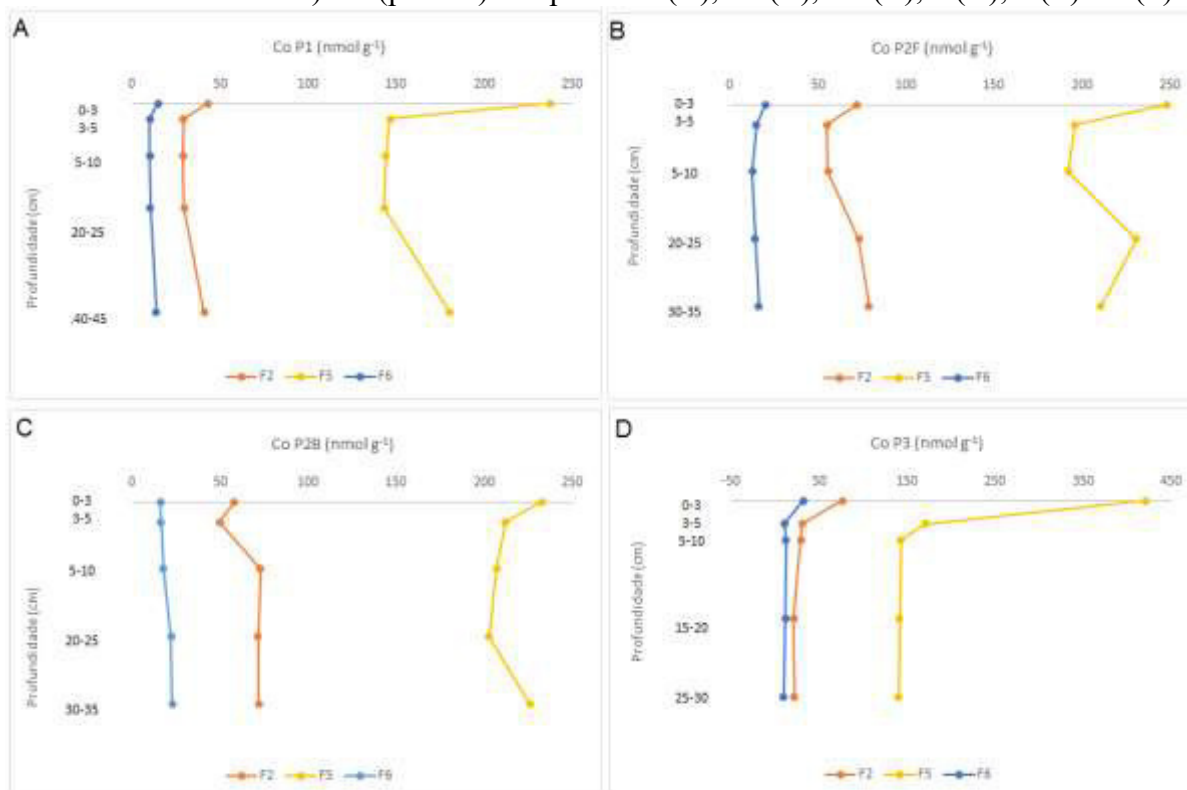 A
Co P1 (nmol g⁻¹)
0 50 100 150 200 250
0-3
3-5
5-10
20-25
.40-45
Profundidade (cm)
F2 F5 F6
B
Co P2F (nmol g⁻¹)
0 50 100 150 200 250
0-3
3-5
5-10
20-25
30-35
Profundidade (cm)
F2 F5 F6
C
Co P2B (nmol g⁻¹)
0 50 100 150 200 250
0-3
3-5
5-10
20-25
30-35
Profundidade (cm)
F2 F5 F6
D
Co P3 (nmol g⁻¹)
-50 50 150 250 350 450
0-3
3-5
5-10
15-20
25-30
Profundidade (cm)
F2 F5 F6